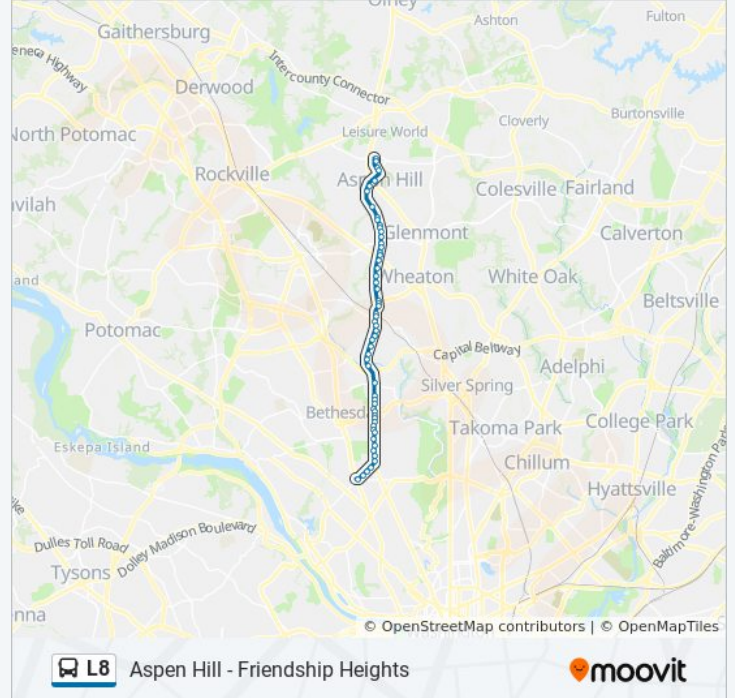 Olney
Gaithersburg
Ashton
Fulton
eneca Highway
Intercounty Connector
Derwood
Burtonsville
Cloverly
North Potomac
Leisure World
Rockville
Aspen Hill
Colesville
Fairland
avilah
Glenmont
Calverton
Wheaton
White Oak
and
Beltsville
Potomac
Capital Beltway
Adelphi
Silver Spring
Bethesda
Takoma Park
College Park
Eskepa Island
Chillum
Hyattsville
Baltimore-Washington Park
Dulles Toll Road
Dolley Madison Boulevard
Tysons
nna
© OpenStreetMap contributors | © OpenMapTiles
L8 Aspen Hill - Friendship Heights
moovit